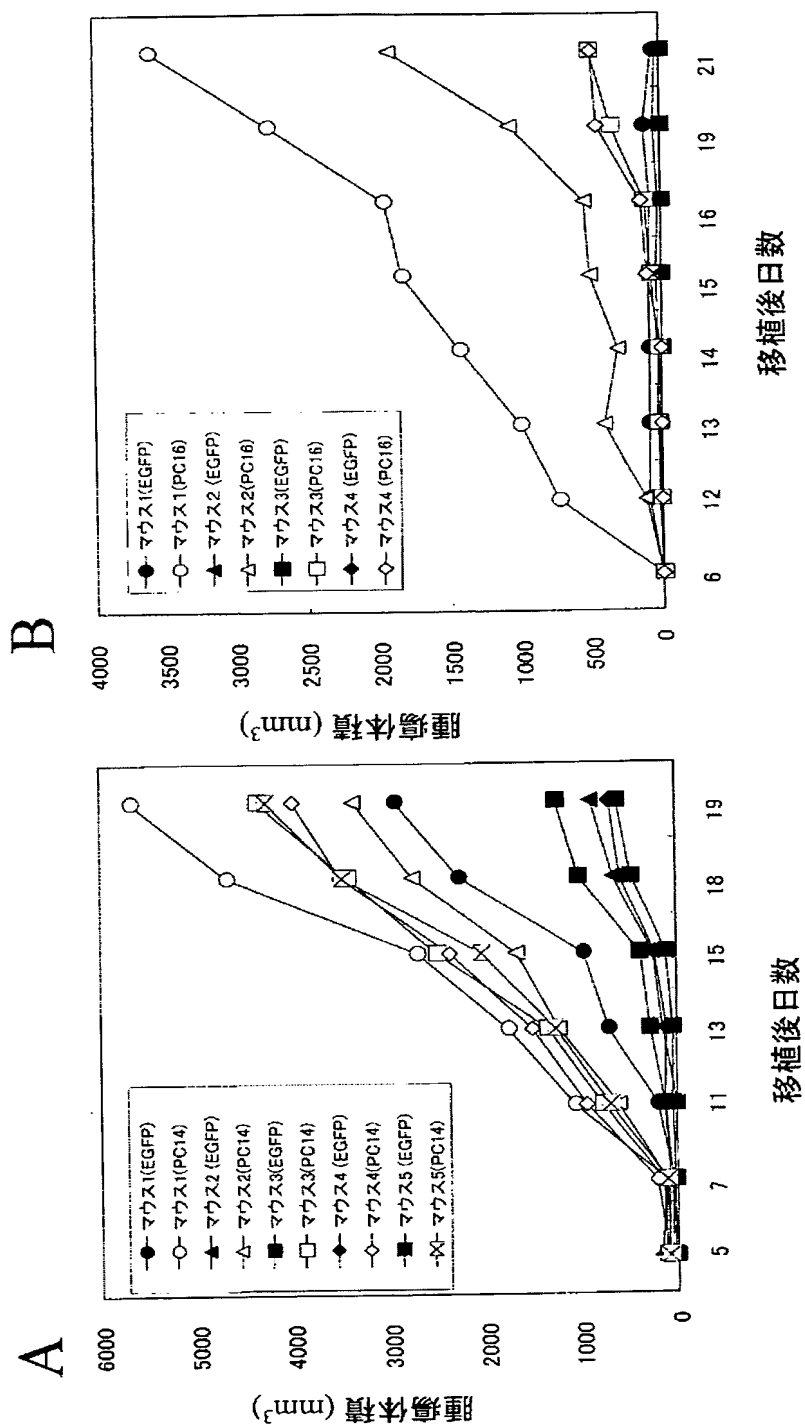 A
腫瘍体積 (mm³)
6000
5000
4000
3000
2000
1000
0
マウス1(EGFP)
マウス1(PC14)
マウス2 (EGFP)
マウス2(PC14)
マウス3(EGFP)
マウス3(PC14)
マウス4 (EGFP)
マウス4(PC14)
マウス5 (EGFP)
マウス5(PC14)
5 7 11 13 15 18 19
移植後日数
B
腫瘍体積 (mm³)
4000
3500
3000
2500
2000
1500
1000
500
0
マウス1(EGFP)
マウス1(PC16)
マウス2 (EGFP)
マウス2(PC16)
マウス3(EGFP)
マウス3(PC16)
マウス4 (EGFP)
マウス4 (PC16)
6 12 13 14 15 16 19 21
移植後日数